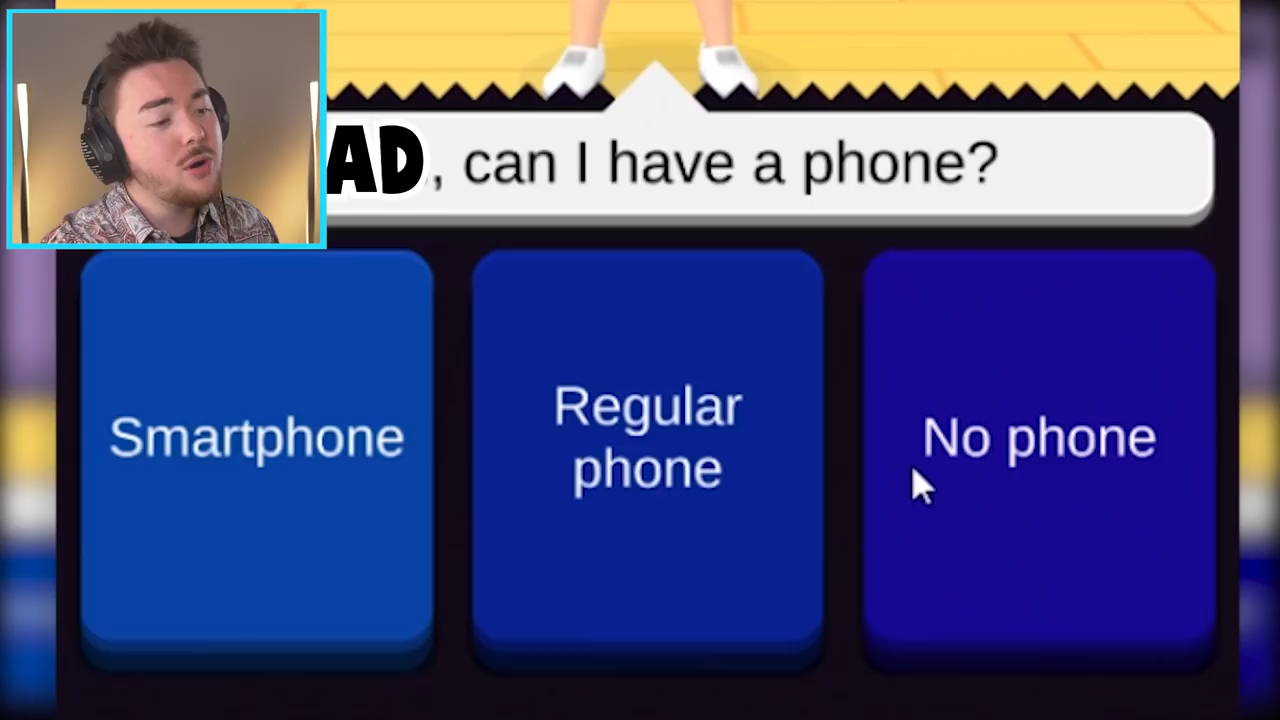 AD, can I have a phone?
Smartphone
Regular
phone
No phone